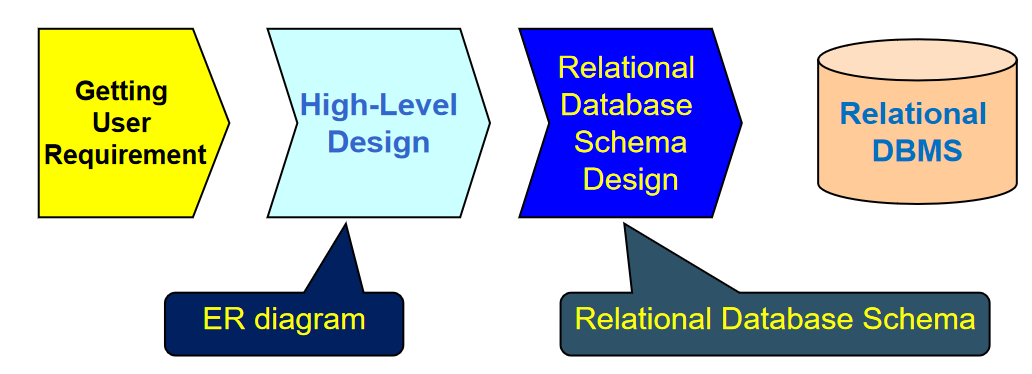 Getting
User
Requirement
High-Level
Design
Relational
Database
Schema
Design
Relational
DBMS
ER diagram
Relational Database Schema